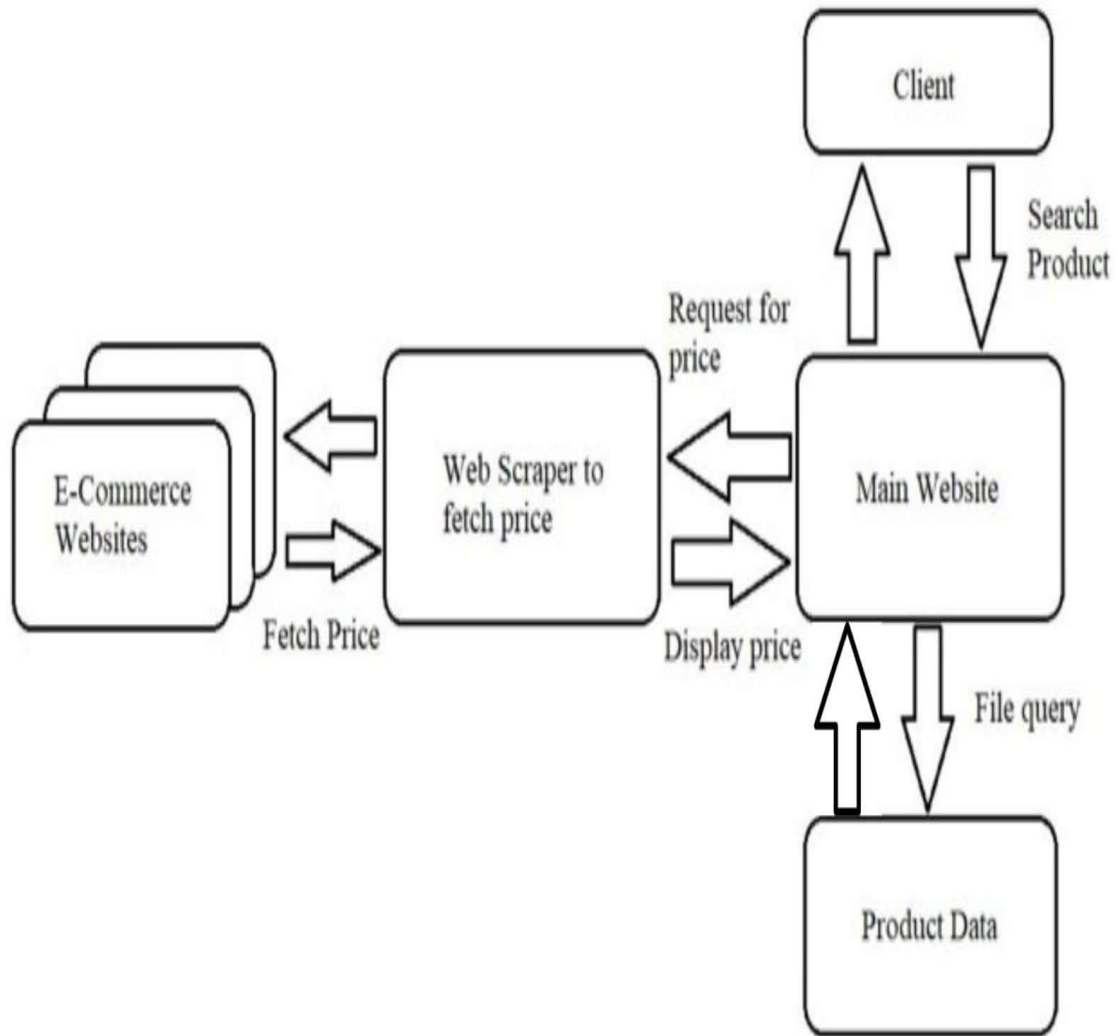 Client
Search
Product
Request for
price
E-Commerce
Websites
Web Scraper to
fetch price
Main Website
Fetch Price
Display price
File query
Product Data